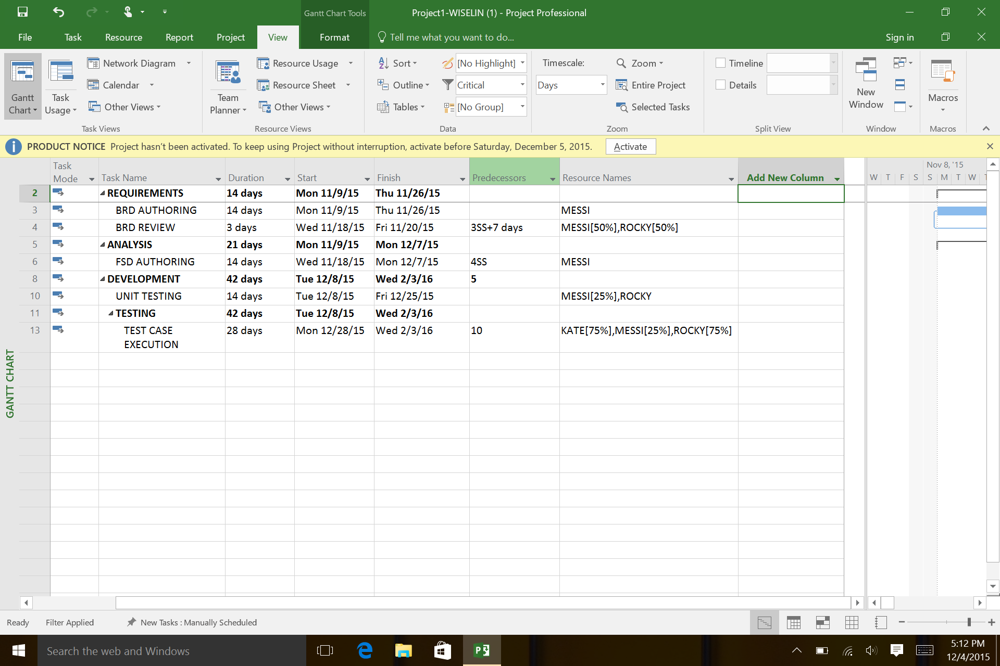 Gantt Chart Tools
Project1-WISELIN (1) - Project Professional
File Task Resource Report Project View Format Tell me what you want to do... Sign in
Gantt Chart
Task Usage
Network Diagram
Calendar
Other Views
Task Views
Team Planner
Resource Usage
Resource Sheet
Other Views
Resource Views
Sort
Outline
Tables
[No Highlight]
Critical
[No Group]
Data
Timescale:
Days
Zoom
Entire Project
Selected Tasks
Zoom
Timeline
Details
Split View
New Window
Window
Macros
Macros
PRODUCT NOTICE Project hasn't been activated. To keep using Project without interruption, activate before Saturday, December 5, 2015. Activate
Task Mode Task Name Duration Start Finish Predecessors Resource Names Add New Column
Nov 8, '15
W T F S S M T W T
2 REQUIREMENTS 14 days Mon 11/9/15 Thu 11/26/15
3 BRD AUTHORING 14 days Mon 11/9/15 Thu 11/26/15 MESSI
4 BRD REVIEW 3 days Wed 11/18/15 Fri 11/20/15 3SS+7 days MESSI[50%],ROCKY[50%]
5 ANALYSIS 21 days Mon 11/9/15 Mon 12/7/15
6 FSD AUTHORING 14 days Wed 11/18/15 Mon 12/7/15 4SS MESSI
8 DEVELOPMENT 42 days Tue 12/8/15 Wed 2/3/16 5
10 UNIT TESTING 14 days Tue 12/8/15 Fri 12/25/15 MESSI[25%],ROCKY
11 TESTING 42 days Tue 12/8/15 Wed 2/3/16
13 TEST CASE EXECUTION 28 days Mon 12/28/15 Wed 2/3/16 10 KATE[75%],MESSI[25%],ROCKY[75%]
GANTT CHART
Ready Filter Applied New Tasks : Manually Scheduled
Search the web and Windows
5:12 PM
12/4/2015